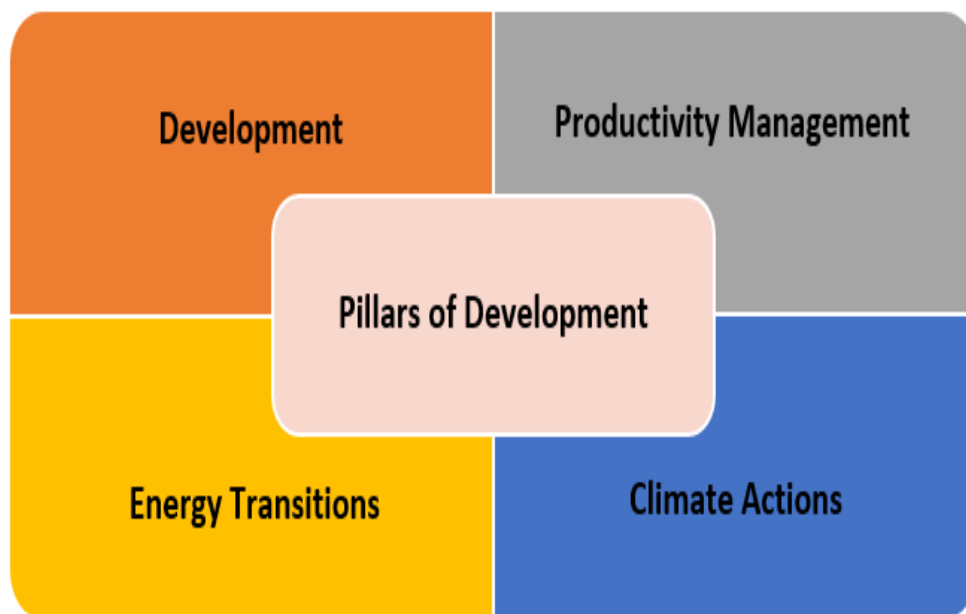 Development
Productivity Management
Pillars of Development
Energy Transitions
Climate Actions